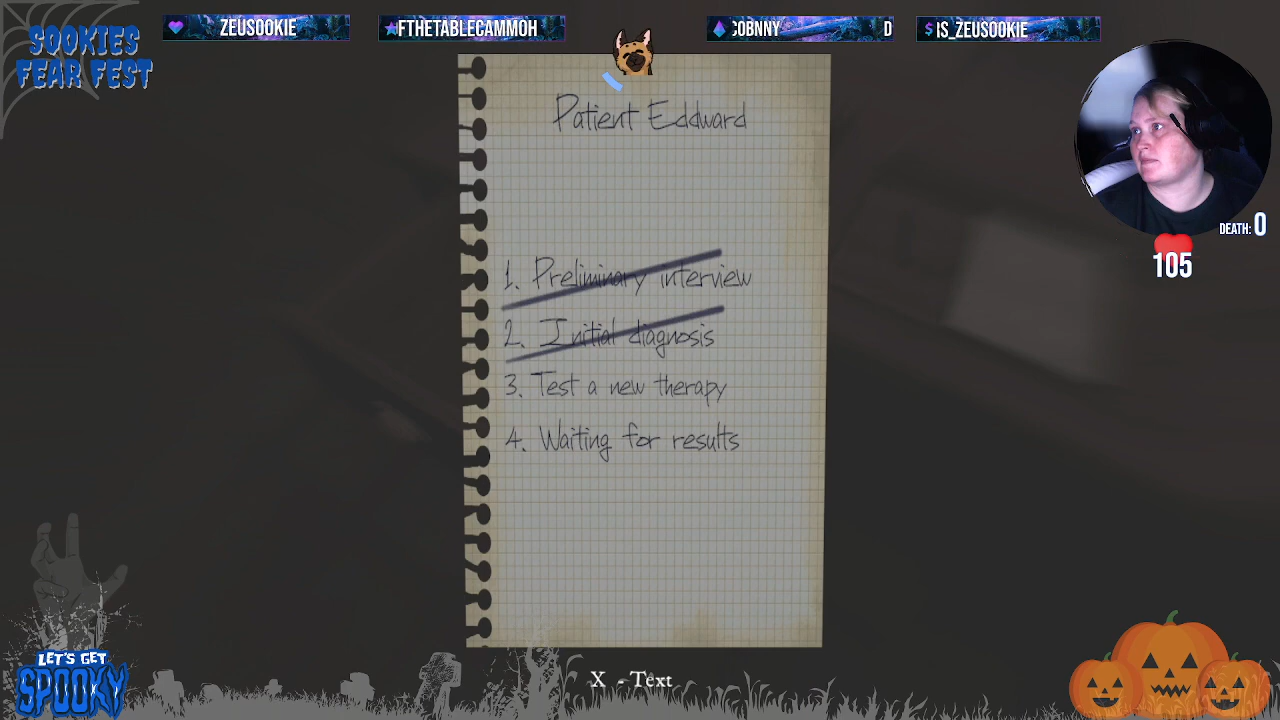 SOOKIES
FEAR FEST
ZEUSOOKIE
FTHETABLECAMMOH
COBNNY D
$ IS_ZEUSOOKIE
Patient Eddward
1. Preliminary interview
2. Initial diagnosis
3. Test a new therapy
4. Waiting for results
DEATH: 0
105
LET'S GET
SPOOKY
X - Text